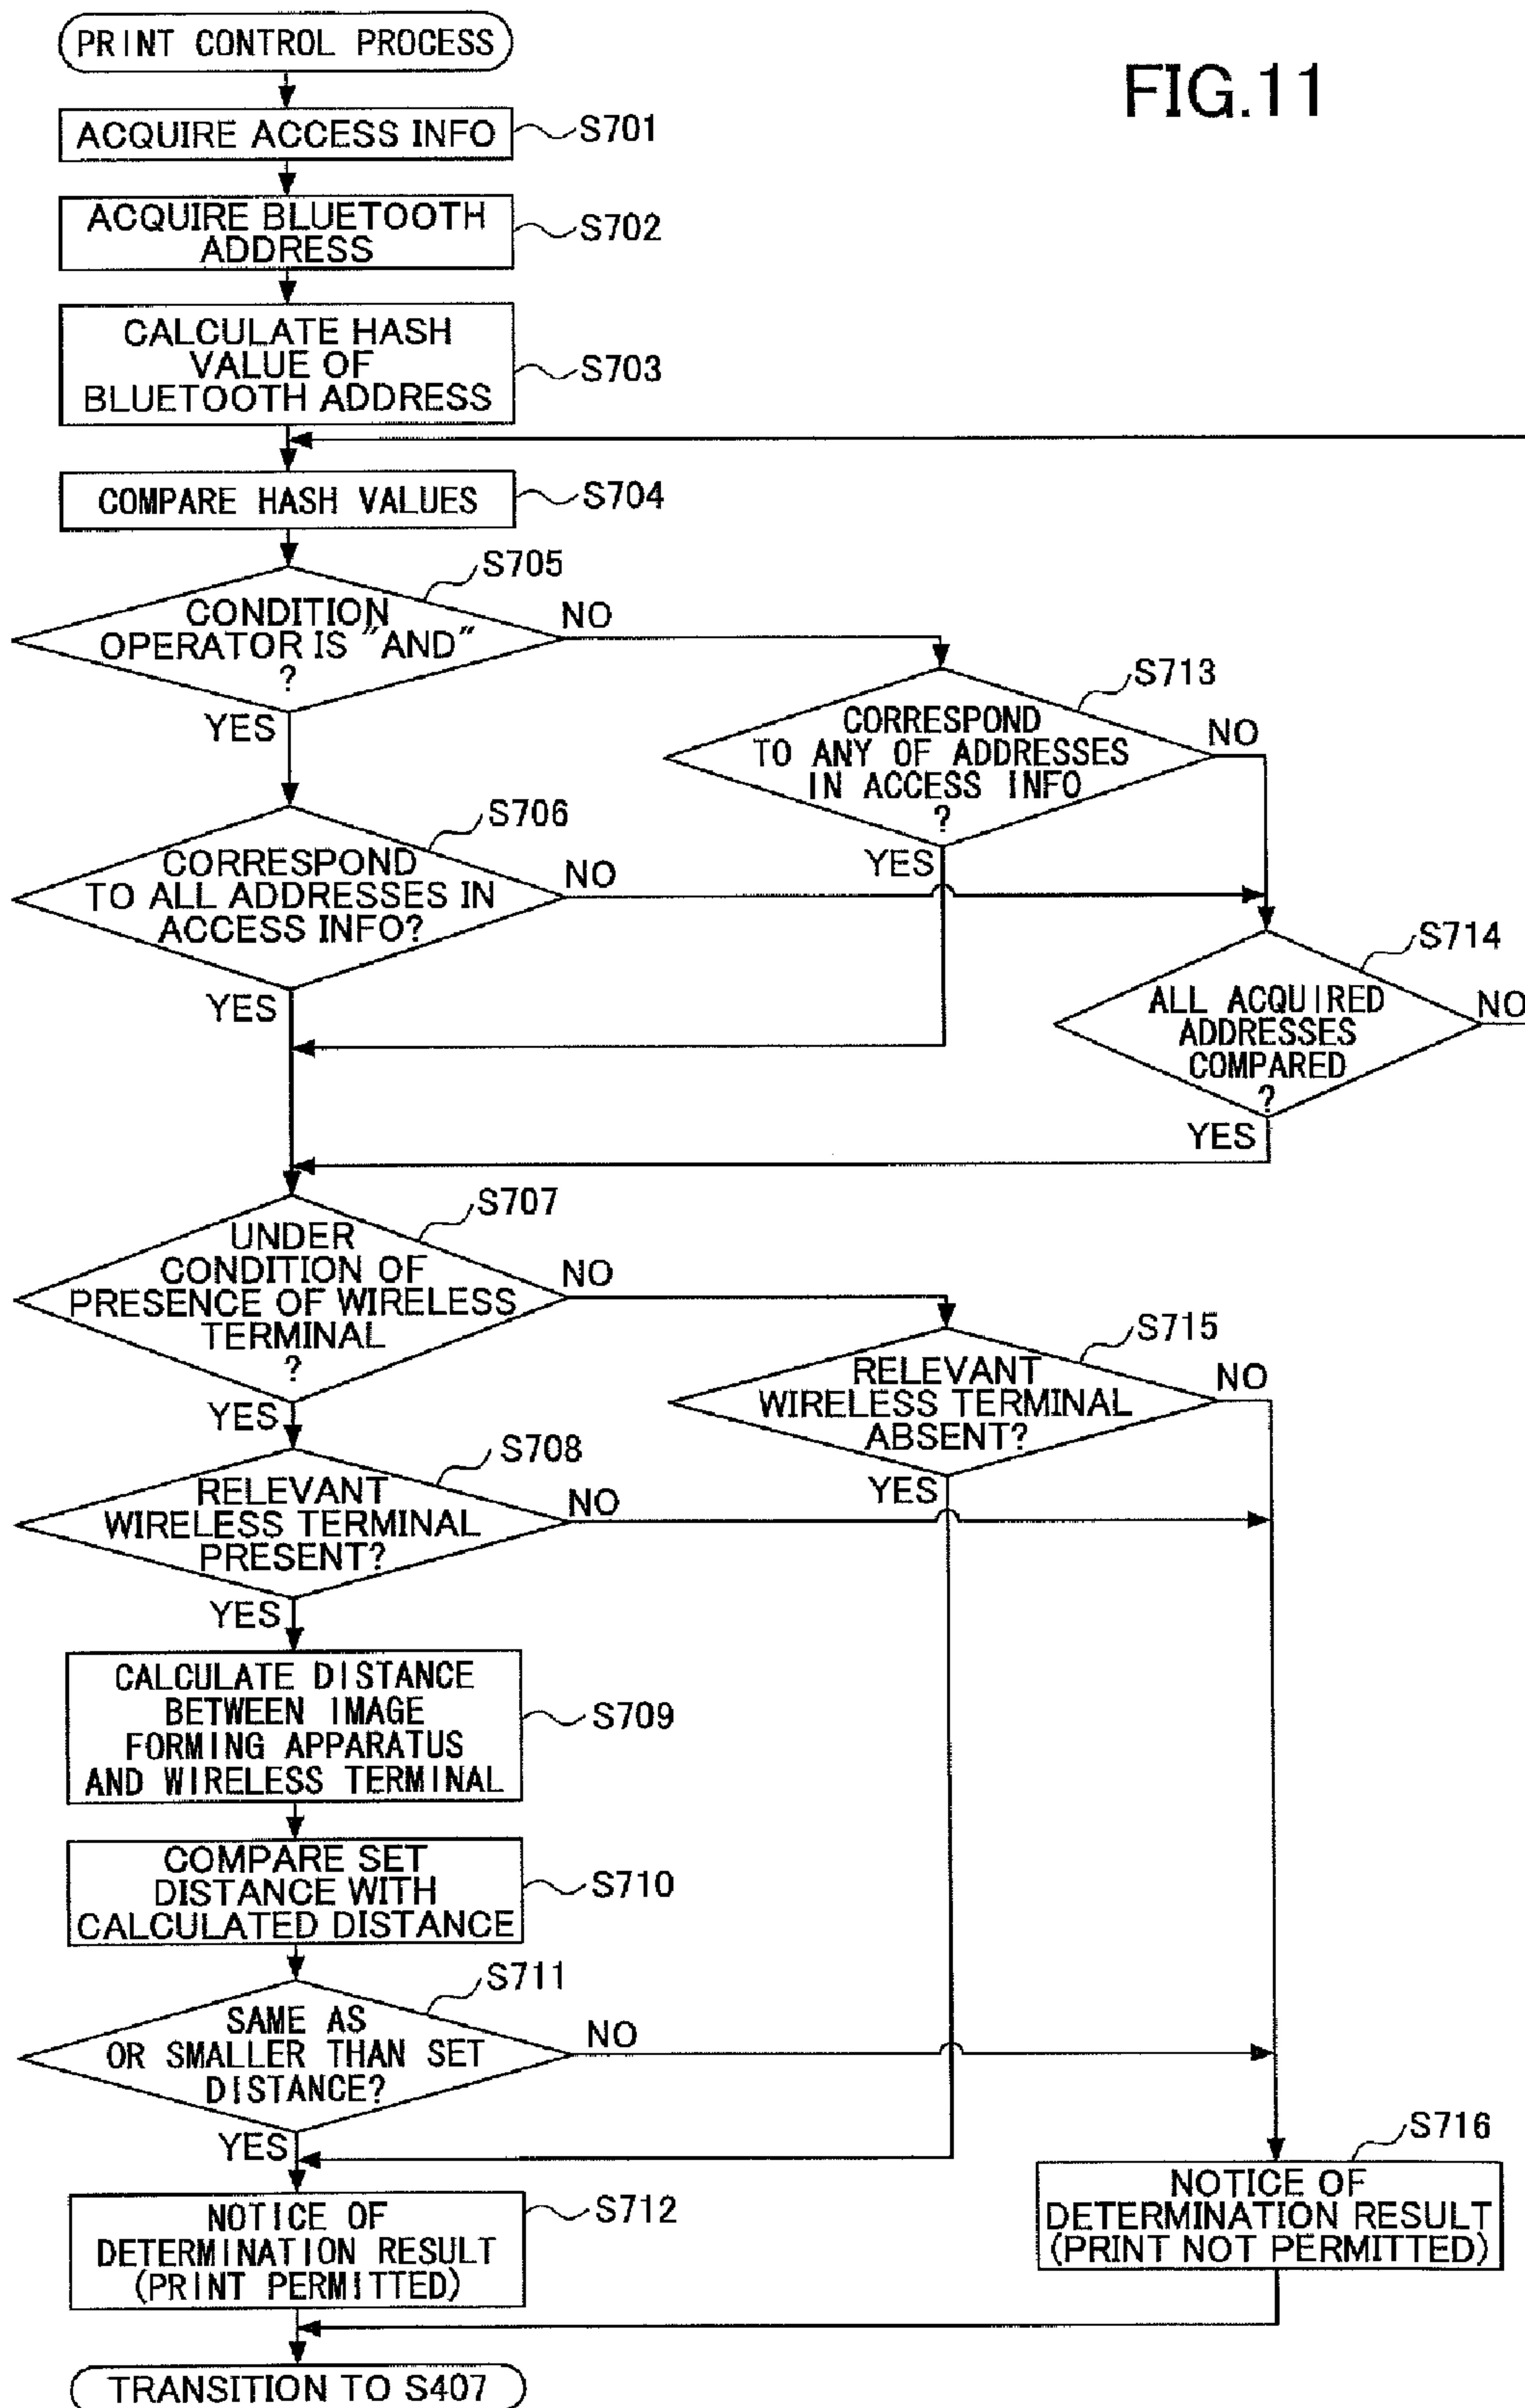 PRINT CONTROL PROCESS
FIG.11
ACQUIRE ACCESS INFO
S701
ACQUIRE BLUETOOTH
ADDRESS
S702
CALCULATE HASH
VALUE OF
BLUETOOTH ADDRESS
S703
COMPARE HASH VALUES
S704
S705
CONDITION
OPERATOR IS "AND"
?
NO
YES
S713
CORRESPOND
TO ANY OF ADDRESSES
IN ACCESS INFO
?
NO
YES
S706
CORRESPOND
TO ALL ADDRESSES IN
ACCESS INFO?
NO
YES
S714
ALL ACQUIRED
ADDRESSES
COMPARED
?
NO
YES
S707
UNDER
CONDITION OF
PRESENCE OF WIRELESS
TERMINAL
?
NO
YES
S715
RELEVANT
WIRELESS TERMINAL
ABSENT?
NO
YES
S708
RELEVANT
WIRELESS TERMINAL
PRESENT?
NO
YES
CALCULATE DISTANCE
BETWEEN IMAGE
FORMING APPARATUS
AND WIRELESS TERMINAL
S709
COMPARE SET
DISTANCE WITH
CALCULATED DISTANCE
S710
S711
SAME AS
OR SMALLER THAN SET
DISTANCE?
NO
YES
S716
NOTICE OF
DETERMINATION RESULT
(PRINT NOT PERMITTED)
NOTICE OF
DETERMINATION RESULT
(PRINT PERMITTED)
S712
TRANSITION TO S407